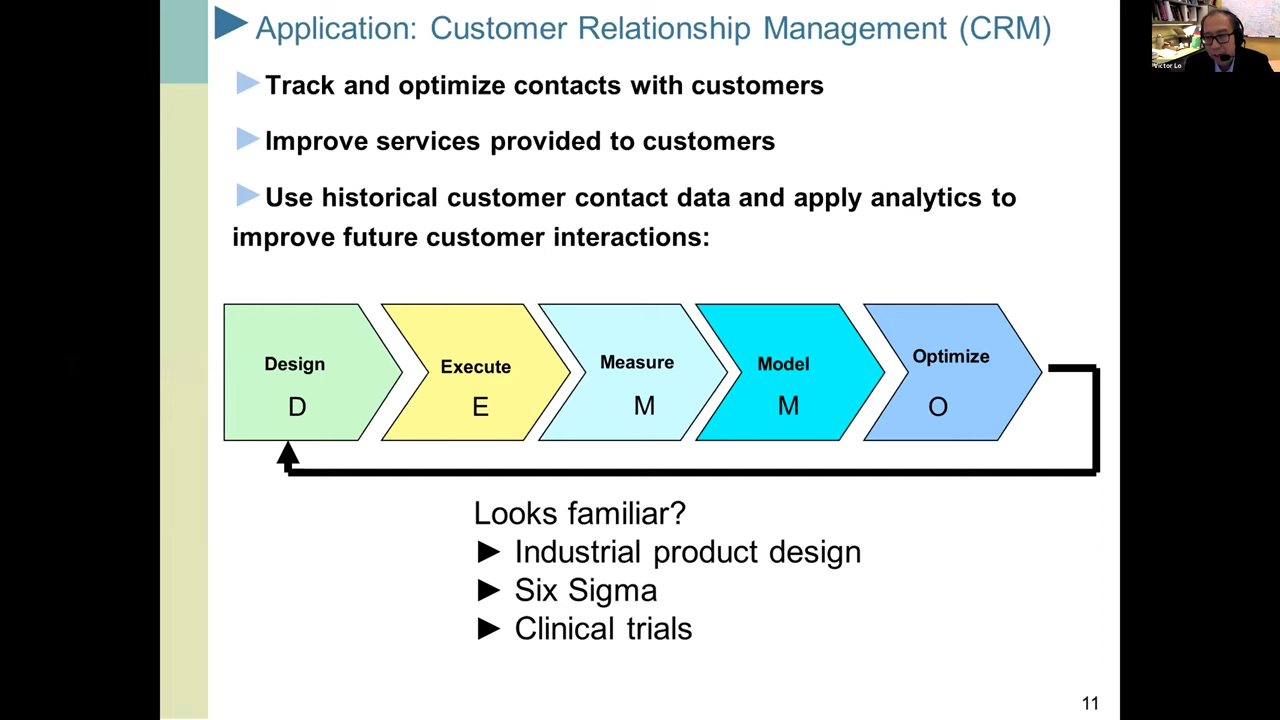 Application: Customer Relationship Management (CRM)
Track and optimize contacts with customers
Improve services provided to customers
Use historical customer contact data and apply analytics to
improve future customer interactions:
Design
D
Execute
E
Measure
M
Model
M
Optimize
O
Looks familiar?
Industrial product design
Six Sigma
Clinical trials
11
Victor Lo